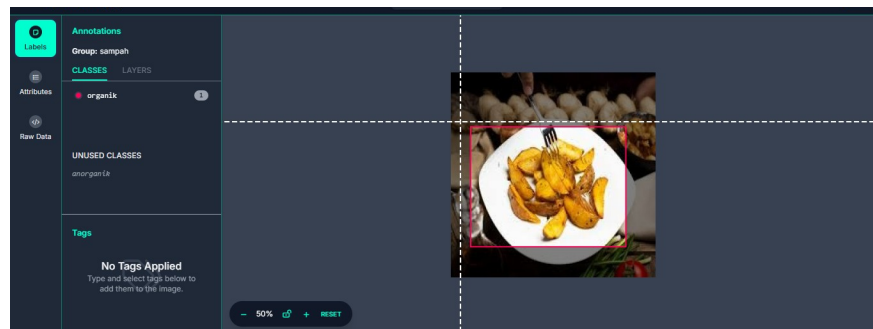 Labels
Attributes
Raw Data
Annotations
Group: sampah
CLASSES LAYERS
organik 1
UNUSED CLASSES
anorganik
Tags
No Tags Applied
Type and select tags below to
add them to the image.
− 50% + RESET